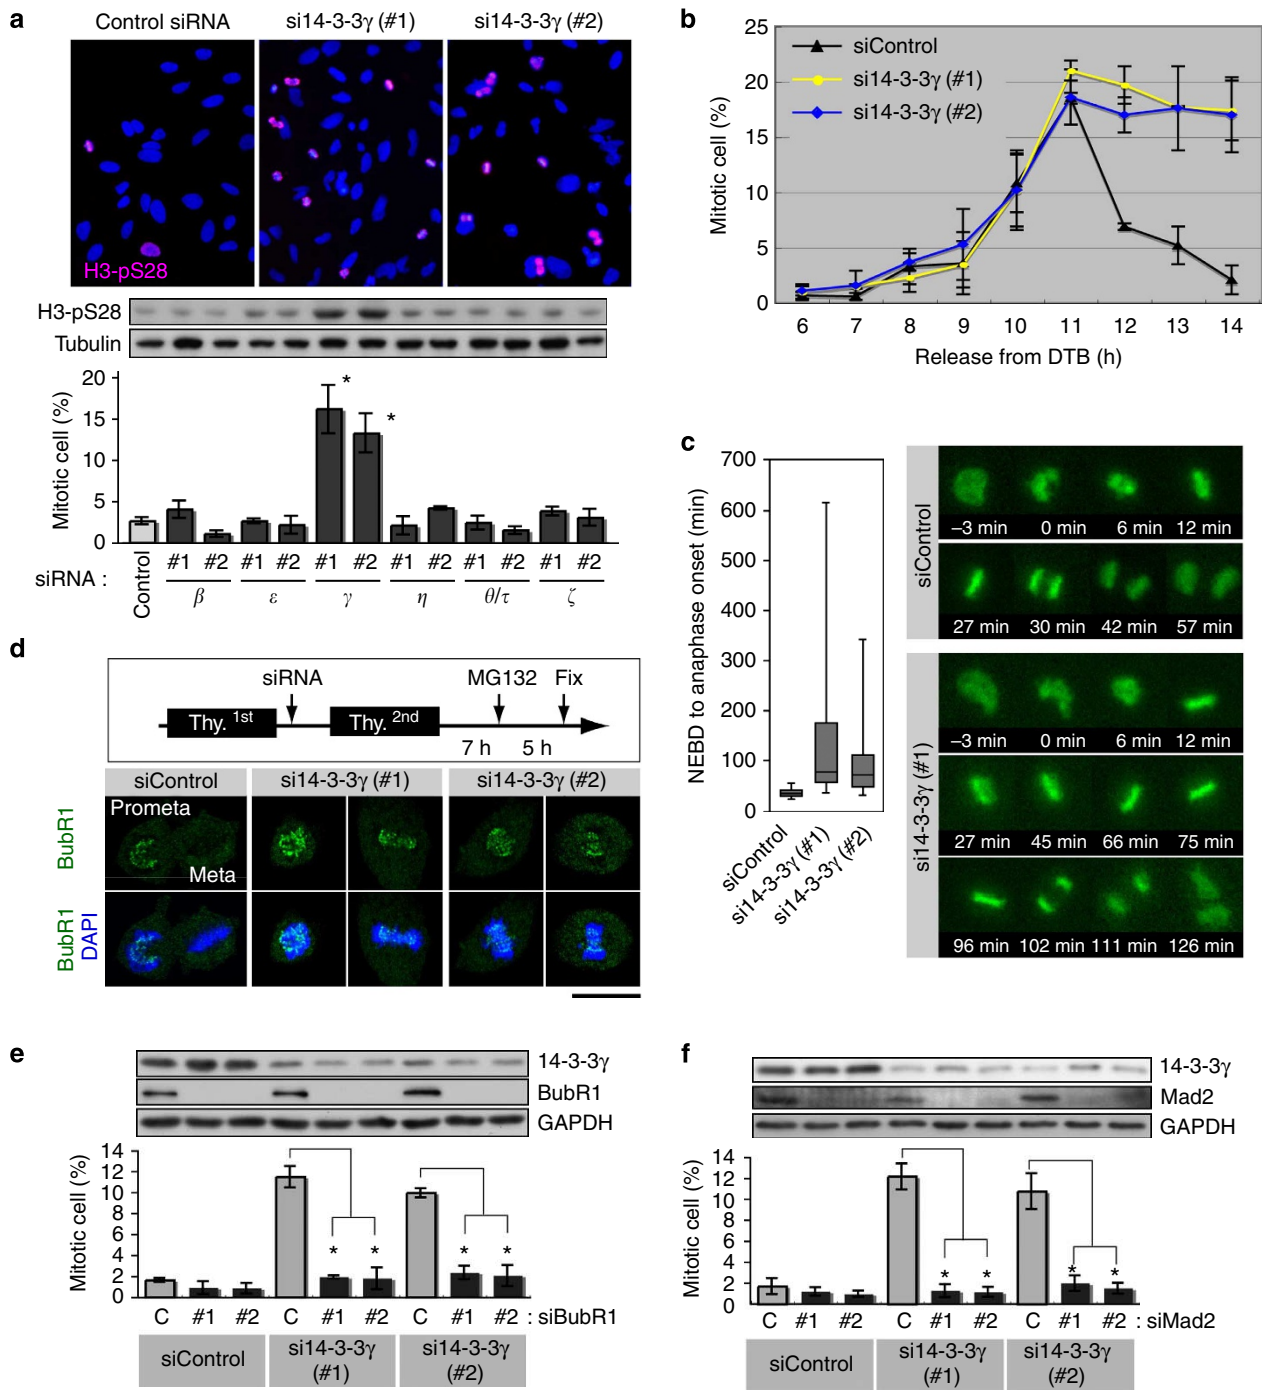 a
Control siRNA
si14-3-3γ (#1)
si14-3-3γ (#2)
H3-pS28
H3-pS28
Tubulin
Mitotic cell (%)
20
15
10
5
0
siRNA :
Control
#1 #2 #1 #2 #1 #2 #1 #2 #1 #2 #1 #2
β ε γ η θ/τ ζ
b
Mitotic cell (%)
25
20
15
10
5
0
siControl
si14-3-3γ (#1)
si14-3-3γ (#2)
6 7 8 9 10 11 12 13 14
Release from DTB (h)
c
NEBD to anaphase onset (min)
700
600
500
400
300
200
100
0
siControl
si14-3-3γ (#1)
si14-3-3γ (#2)
siControl
–3 min 0 min 6 min 12 min
27 min 30 min 42 min 57 min
si14-3-3γ (#1)
–3 min 0 min 6 min 12 min
27 min 45 min 66 min 75 min
96 min 102 min 111 min 126 min
d
siRNA MG132 Fix
Thy. 1st Thy. 2nd
7 h 5 h
siControl si14-3-3γ (#1) si14-3-3γ (#2)
BubR1
Prometa
Meta
BubR1
DAPI
e
14-3-3γ
BubR1
GAPDH
Mitotic cell (%)
14
12
10
8
6
4
2
0
* * * *
C #1 #2 C #1 #2 C #1 #2 : siBubR1
siControl si14-3-3γ (#1) si14-3-3γ (#2)
f
14-3-3γ
Mad2
GAPDH
Mitotic cell (%)
14
12
10
8
6
4
2
0
* * * *
C #1 #2 C #1 #2 C #1 #2 : siMad2
siControl si14-3-3γ (#1) si14-3-3γ (#2)